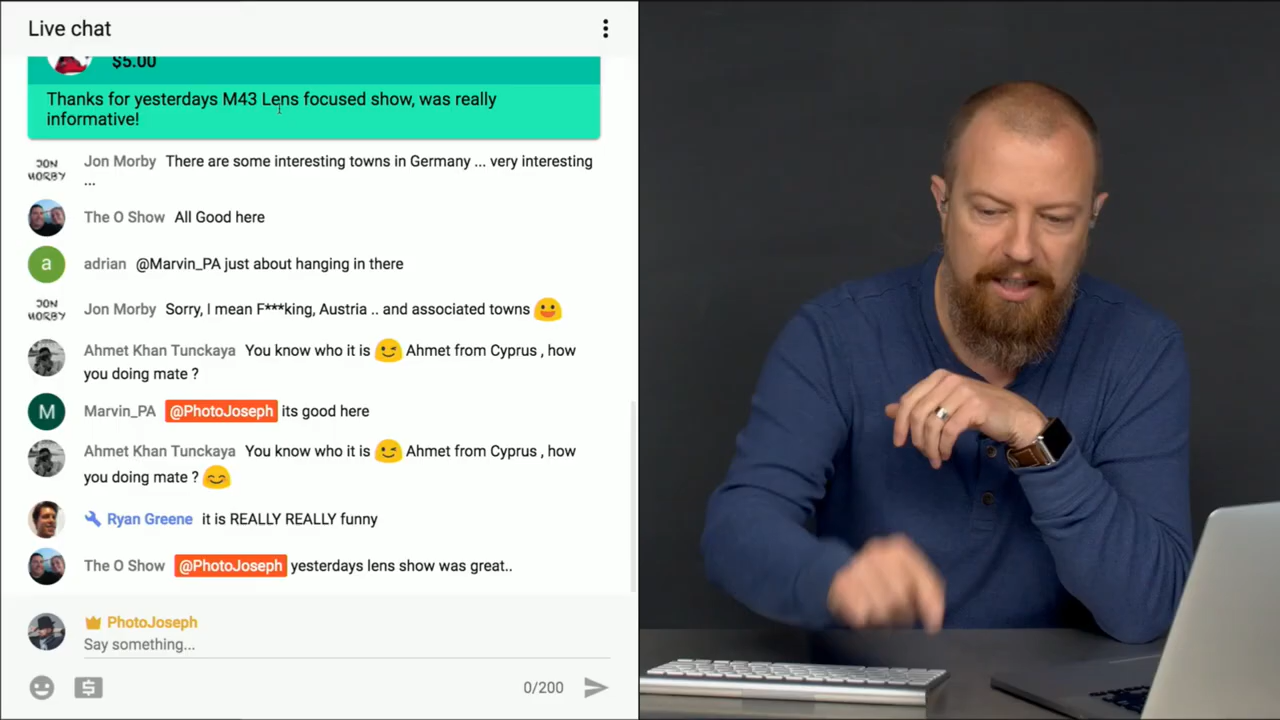 Live chat
$5.00
Thanks for yesterdays M43 Lens focused show, was really
informative!
JON
MORBY
Jon Morby There are some interesting towns in Germany ... very interesting
...
The O Show All Good here
a
adrian @Marvin_PA just about hanging in there
JON
MORBY
Jon Morby Sorry, I mean F***king, Austria .. and associated towns
Ahmet Khan Tunckaya You know who it is Ahmet from Cyprus , how
you doing mate ?
M
Marvin_PA @PhotoJoseph its good here
Ahmet Khan Tunckaya You know who it is Ahmet from Cyprus , how
you doing mate ?
Ryan Greene it is REALLY REALLY funny
The O Show @PhotoJoseph yesterdays lens show was great..
PhotoJoseph
Say something...
$
0/200